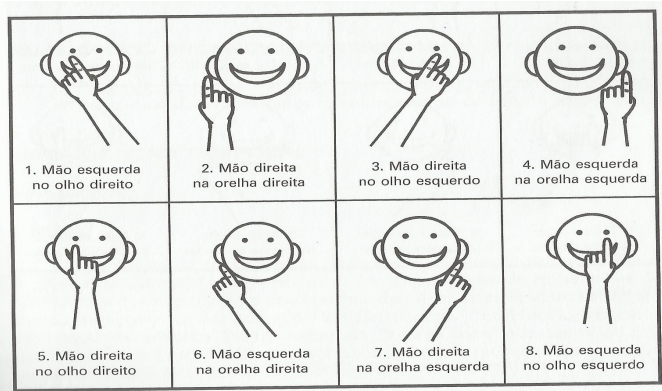 1. Mão esquerda
no olho direito
2. Mão direita
na orelha direita
3. Mão direita
no olho esquerdo
4. Mão esquerda
na orelha esquerda
5. Mão direita
no olho direito
6. Mão esquerda
na orelha direita
7. Mão direita
na orelha esquerda
8. Mão esquerda
no olho esquerdo